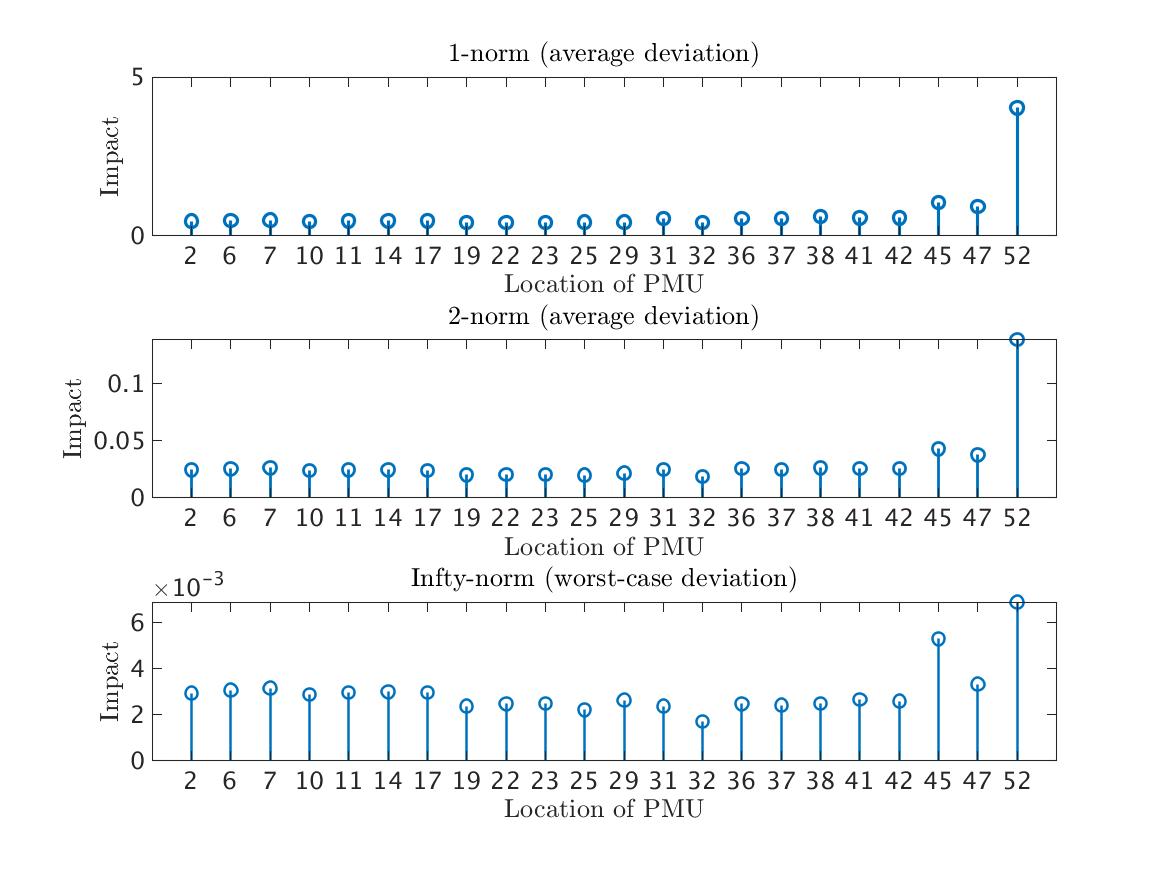 1-norm (average deviation)
5
Impact
0
2 6 7 10 11 14 17 19 22 23 25 29 31 32 36 37 38 41 42 45 47 52
Location of PMU
2-norm (average deviation)
0.1
Impact
0.05
0
2 6 7 10 11 14 17 19 22 23 25 29 31 32 36 37 38 41 42 45 47 52
Location of PMU
Infty-norm (worst-case deviation)
×10⁻³
6
4
Impact
2
0
2 6 7 10 11 14 17 19 22 23 25 29 31 32 36 37 38 41 42 45 47 52
Location of PMU